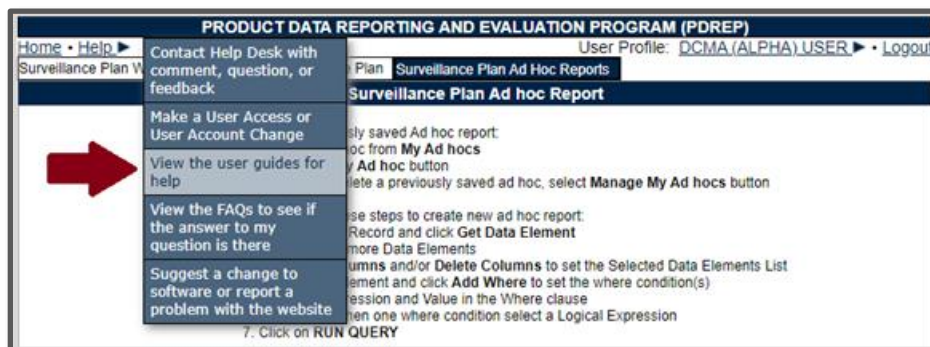 PRODUCT DATA REPORTING AND EVALUATION PROGRAM (PDREP)
Home • Help ▶
User Profile: DCMA (ALPHA) USER ▶ • Logout
Surveillance Plan W
Plan
Surveillance Plan Ad Hoc Reports
Surveillance Plan Ad hoc Report
Contact Help Desk with
comment, question, or
feedback
Make a User Access or
User Account Change
View the user guides for
help
View the FAQs to see if
the answer to my
question is there
Suggest a change to
software or report a
problem with the website
sly saved Ad hoc report:
oc from My Ad hocs
Ad hoc button
lete a previously saved ad hoc, select Manage My Ad hocs button
se steps to create new ad hoc report:
Record and click Get Data Element
more Data Elements
umns and/or Delete Columns to set the Selected Data Elements List
ement and click Add Where to set the where condition(s)
ession and Value in the Where clause
en one where condition select a Logical Expression
7. Click on RUN QUERY